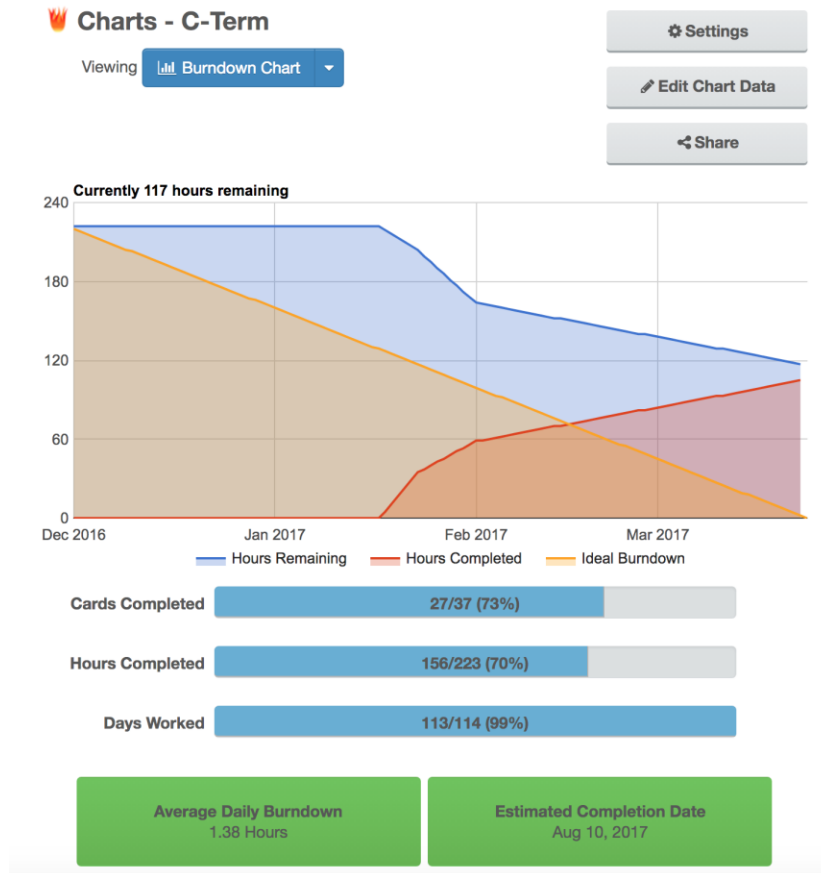 Charts - C-Term
Settings
Viewing Burndown Chart
Edit Chart Data
Share
Currently 117 hours remaining
240
180
120
60
0
Dec 2016 Jan 2017 Feb 2017 Mar 2017
Hours Remaining Hours Completed Ideal Burndown
Cards Completed 27/37 (73%)
Hours Completed 156/223 (70%)
Days Worked 113/114 (99%)
Average Daily Burndown Estimated Completion Date
1.38 Hours Aug 10, 2017